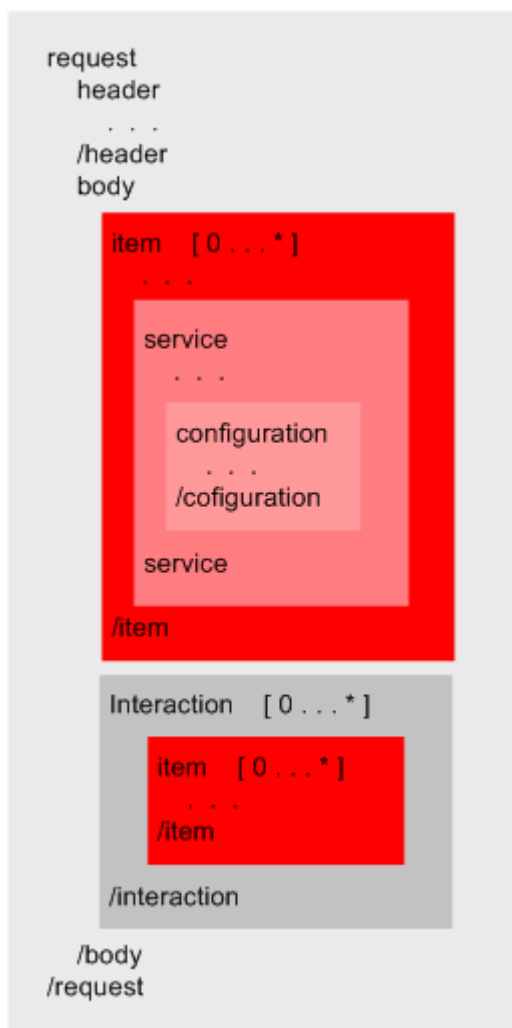 request
header
. . .
/header
body
item [ 0 . . . * ]
. . .
service
. . .
configuration
. . .
/cofiguration
service
/item
Interaction [ 0 . . . * ]
item [ 0 . . . * ]
. . .
/item
/interaction
/body
/request